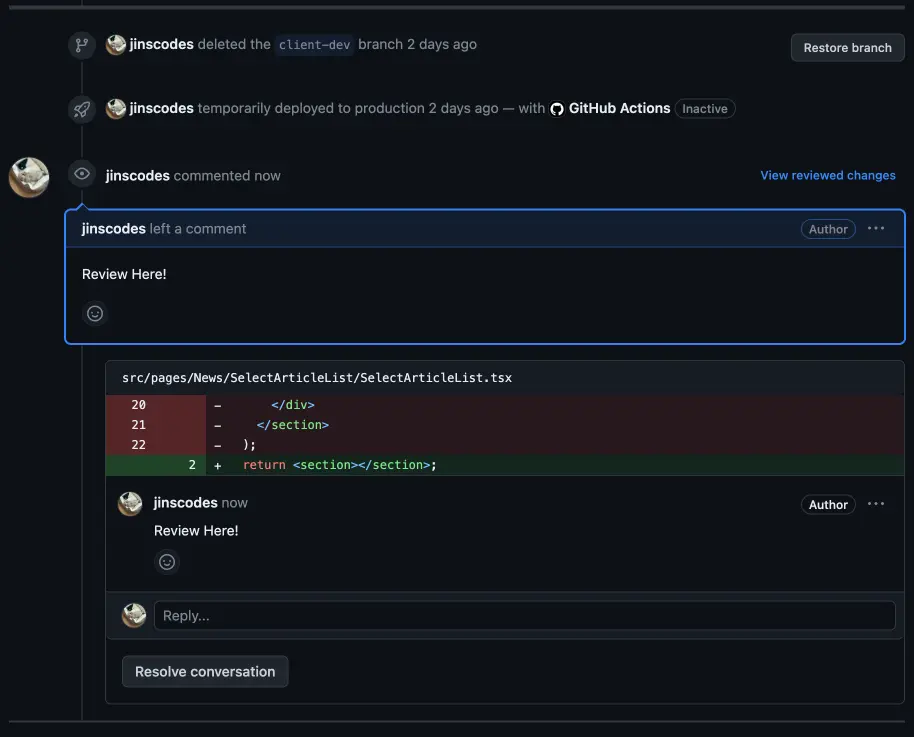 jinscodes deleted the client-dev branch 2 days ago
Restore branch
jinscodes temporarily deployed to production 2 days ago — with GitHub Actions Inactive
jinscodes commented now
View reviewed changes
jinscodes left a comment
Author ...
Review Here!
src/pages/News/SelectArticleList/SelectArticleList.tsx
20 - </div>
21 - </section>
22 - );
2 + return <section></section>;
jinscodes now
Author ...
Review Here!
Reply...
Resolve conversation